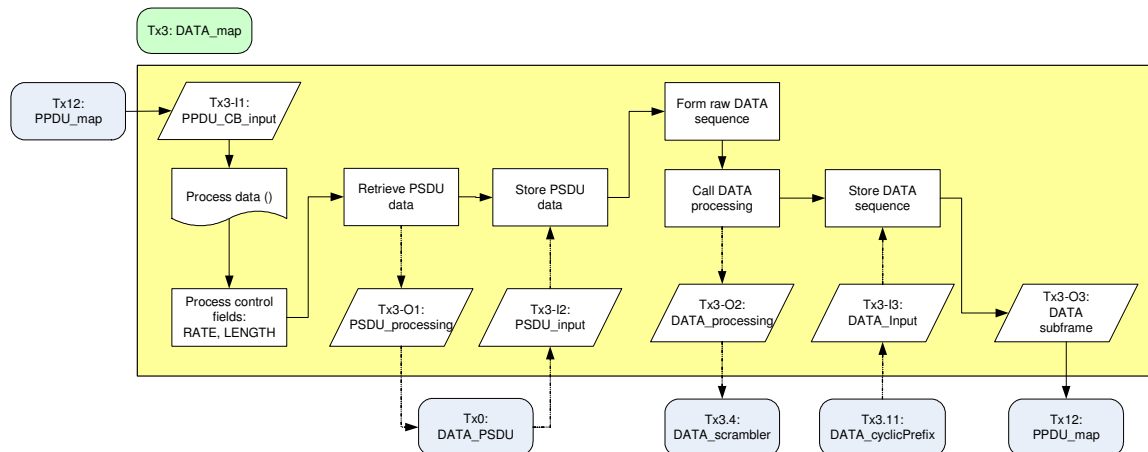 Tx3: DATA_map
Tx12:
PPDU_map
Tx3-I1:
PPDU_CB_input
Form raw DATA
sequence
Process data ()
Retrieve PSDU
data
Store PSDU
data
Call DATA
processing
Store DATA
sequence
Process control
fields:
RATE, LENGTH
Tx3-O1:
PSDU_processing
Tx3-I2:
PSDU_input
Tx3-O2:
DATA_processing
Tx3-I3:
DATA_Input
Tx3-O3:
DATA
subframe
Tx0:
DATA_PSDU
Tx3.4:
DATA_scrambler
Tx3.11:
DATA_cyclicPrefix
Tx12:
PPDU_map